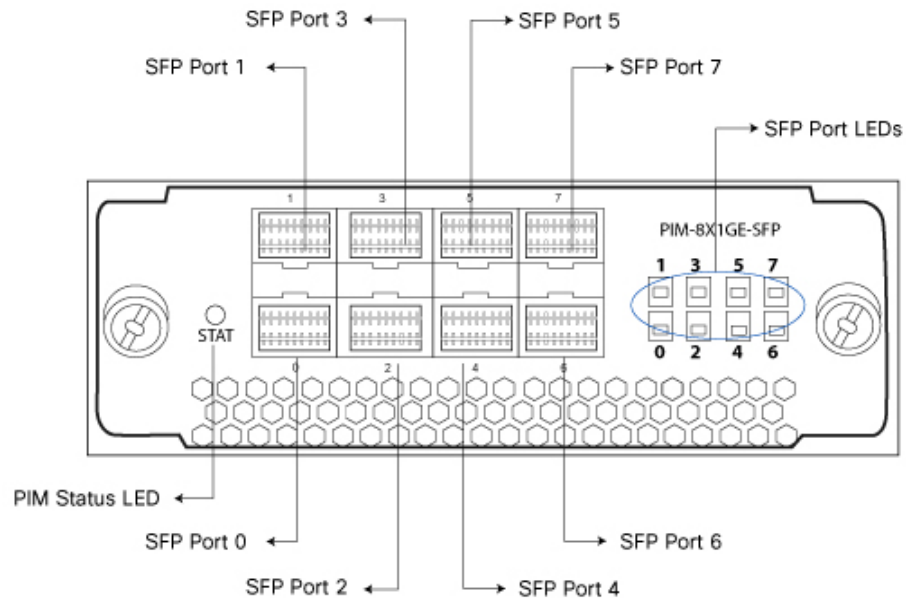 SFP Port 3
SFP Port 5
SFP Port 1
SFP Port 7
SFP Port LEDs
1 3 5 7
PIM-8X1GE-SFP
1 3 5 7
STAT
0 2 4 6
0 2 4 6
PIM Status LED
SFP Port 0
SFP Port 6
SFP Port 2
SFP Port 4